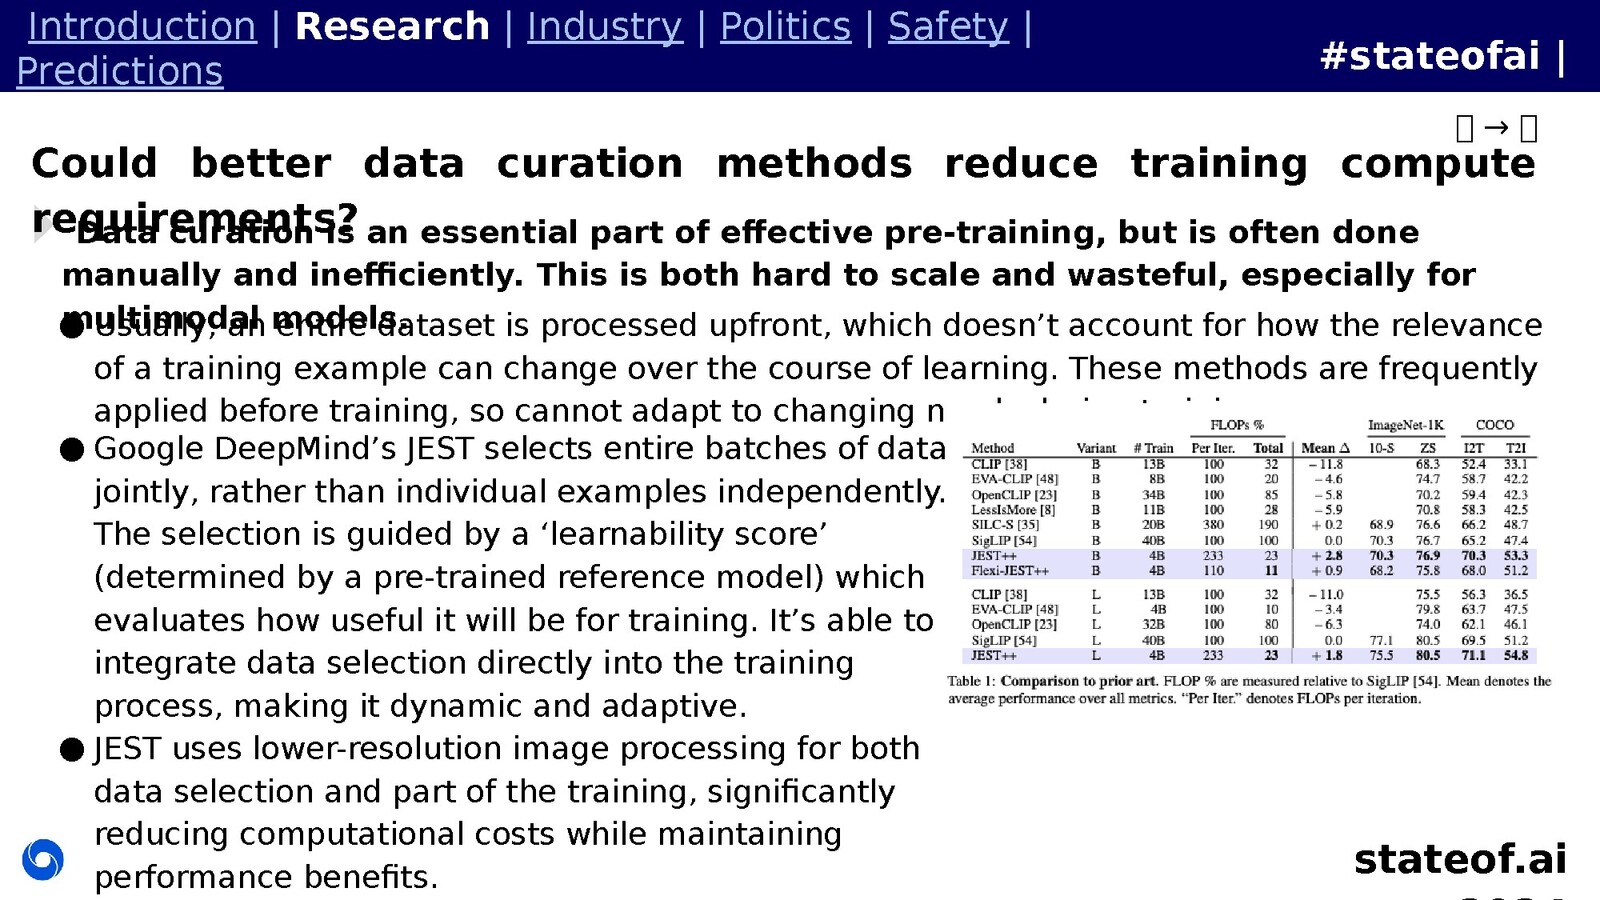 Introduction | Research | Industry | Politics | Safety |
Predictions
#stateofai |
→
Could better data curation methods reduce training compute
requirements?
Data curation is an essential part of effective pre-training, but is often done
manually and inefficiently. This is both hard to scale and wasteful, especially for
multimodal models.
● Usually, an entire dataset is processed upfront, which doesn’t account for how the relevance
of a training example can change over the course of learning. These methods are frequently
applied before training, so cannot adapt to changing
● Google DeepMind’s JEST selects entire batches of data
jointly, rather than individual examples independently.
The selection is guided by a ‘learnability score’
(determined by a pre-trained reference model) which
evaluates how useful it will be for training. It’s able to
integrate data selection directly into the training
process, making it dynamic and adaptive.
● JEST uses lower-resolution image processing for both
data selection and part of the training, significantly
reducing computational costs while maintaining
performance benefits.
FLOPs % ImageNet-1K COCO
Method Variant # Train Per Iter. Total Mean Δ 10-S ZS I2T T2I
CLIP [38] B 13B 100 32 −11.8 68.3 52.4 33.1
EVA-CLIP [48] B 8B 100 20 −4.6 74.7 58.7 42.2
OpenCLIP [23] B 34B 100 85 −5.8 70.2 59.4 42.3
LessIsMore [8] B 11B 100 28 −5.9 70.8 58.3 42.5
SILC-S [35] B 20B 380 190 +0.2 68.9 76.6 66.2 48.7
SigLIP [54] B 40B 100 100 0.0 70.3 76.7 65.2 47.4
JEST++ B 4B 233 23 +2.8 70.3 76.9 70.3 53.3
Flexi-JEST++ B 4B 110 11 +0.9 68.2 75.8 68.0 51.2
CLIP [38] L 13B 100 32 −11.0 75.5 56.3 36.5
EVA-CLIP [48] L 4B 100 10 −3.4 79.8 63.7 47.5
OpenCLIP [23] L 32B 100 80 −6.3 74.0 62.1 46.1
SigLIP [54] L 40B 100 100 0.0 77.1 80.5 69.5 51.2
JEST++ L 4B 233 23 +1.8 75.5 80.5 71.1 54.8
Table 1: Comparison to prior art. FLOP % are measured relative to SigLIP [54]. Mean denotes the
average performance over all metrics. “Per Iter.” denotes FLOPs per iteration.
stateof.ai